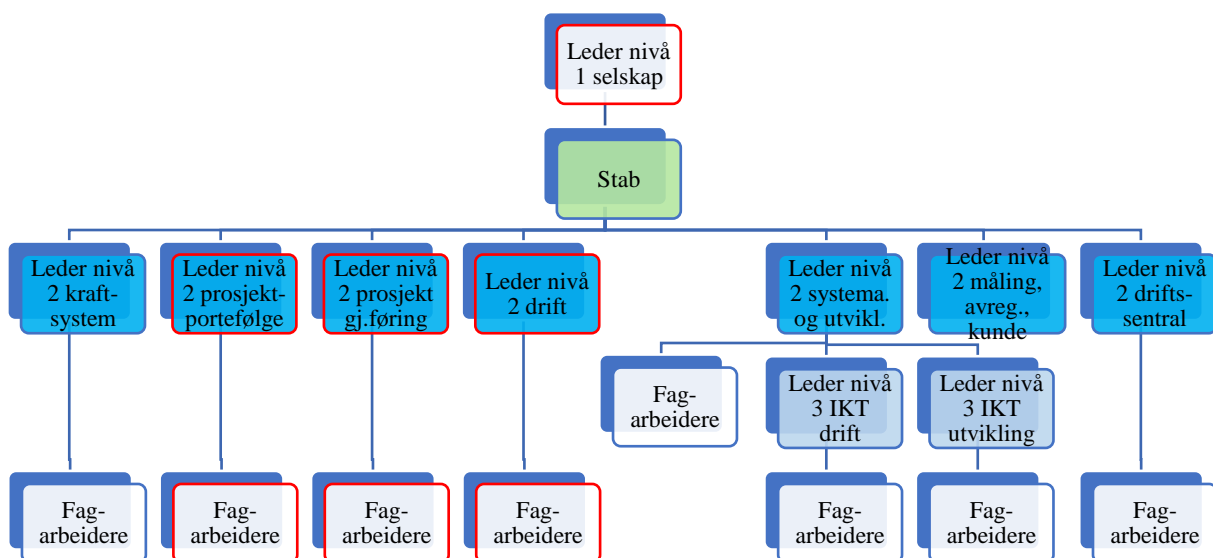 Leder nivå
1 selskap
Stab
Leder nivå
2 kraft-
system
Leder nivå
2 prosjekt-
portefølge
Leder nivå
2 prosjekt
gj.føring
Leder nivå
2 drift
Leder nivå
2 systema.
og utvikl.
Leder nivå
2 måling,
avreg.,
kunde
Leder nivå
2 drifts-
sentral
Fag-
arbeidere
Leder nivå
3 IKT
drift
Leder nivå
3 IKT
utvikling
Fag-
arbeidere
Fag-
arbeidere
Fag-
arbeidere
Fag-
arbeidere
Fag-
arbeidere
Fag-
arbeidere
Fag-
arbeidere